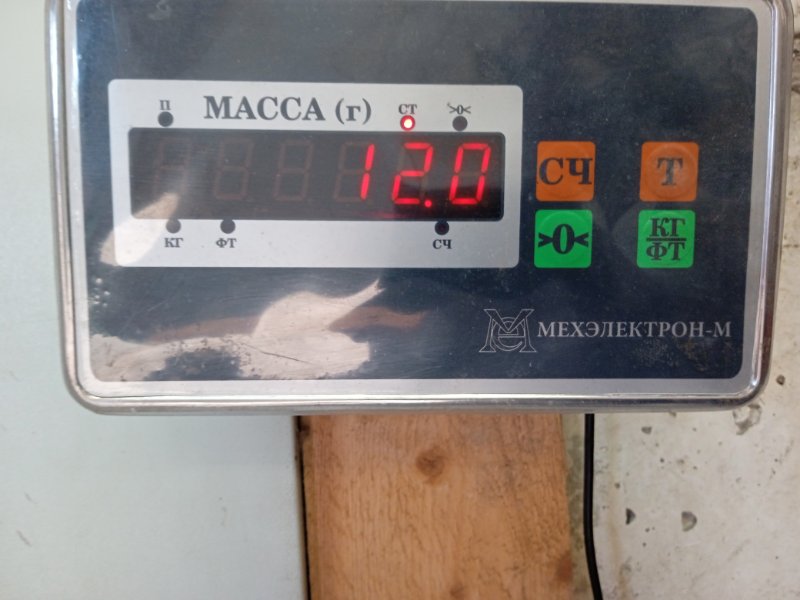 П МАССА (г) СТ >0<
12.0
КГ ФТ СЧ
СЧ Т
>0< КГ/ФТ
МЕХЭЛЕКТРОН-М